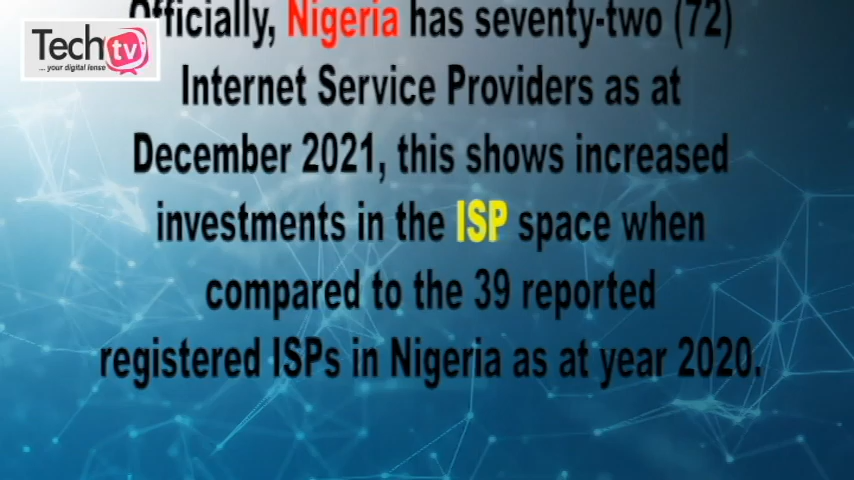 Officially, Nigeria has seventy-two (72)
Tech tv
... your digital lense
Internet Service Providers as at
December 2021, this shows increased
investments in the ISP space when
compared to the 39 reported
registered ISPs in Nigeria as at year 2020.